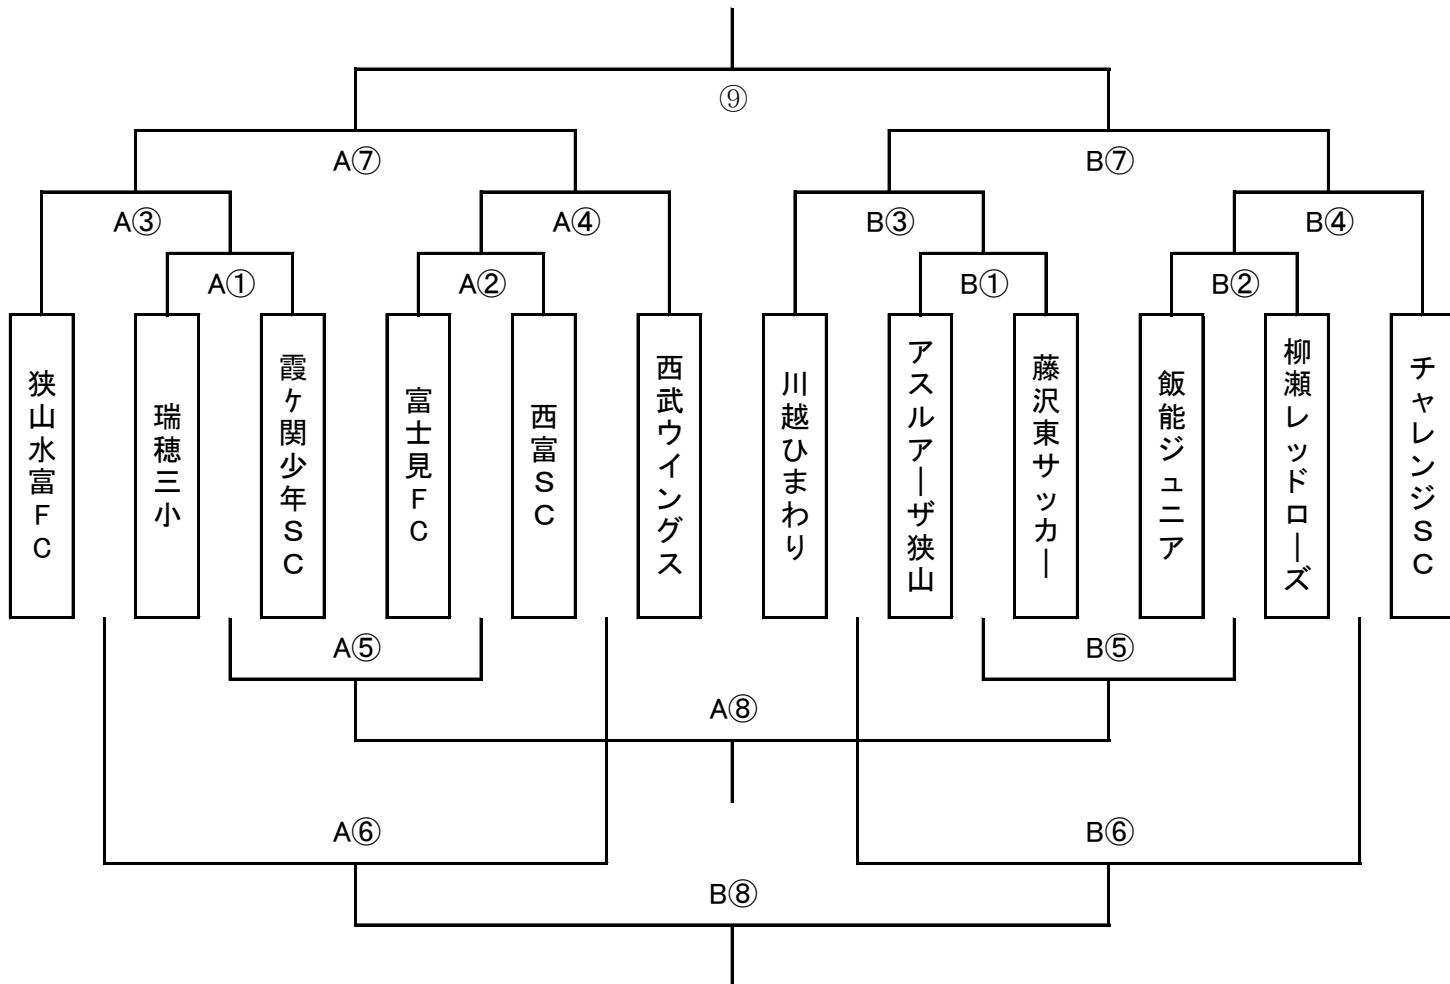 ⑨
A⑦
B⑦
A③
A④
B③
B④
A①
A②
B①
B②
狭山水富FC
瑞穂三小
霞ヶ関少年SC
富士見FC
西富SC
西武ウイングス
川越ひまわり
アスルアーザ狭山
藤沢東サッカー
飯能ジュニア
柳瀬レッドローズ
チャレンジSC
A⑤
B⑤
A⑧
A⑥
B⑥
B⑧